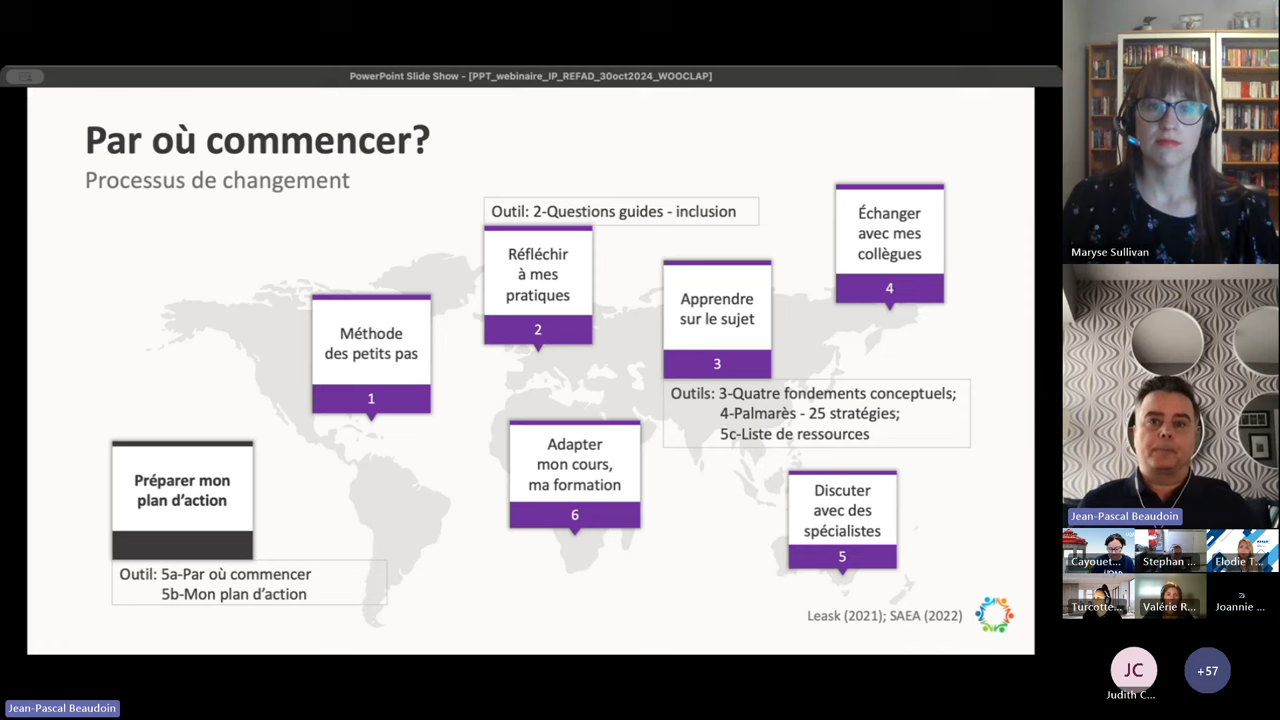 PowerPoint Slide Show - [PPT_webinaire_IP_REFAD_30oct2024_WOOCLAP]
Par où commencer?
Processus de changement
Outil: 2-Questions guides - inclusion
Réfléchir
à mes
pratiques
2
Échanger
avec mes
collègues
4
Apprendre
sur le sujet
3
Méthode
des petits pas
1
Outils: 3-Quatre fondements conceptuels;
4-Palmarès - 25 stratégies;
5c-Liste de ressources
Adapter
mon cours,
ma formation
6
Préparer mon
plan d'action
Discuter
avec des
spécialistes
5
Outil: 5a-Par où commencer
5b-Mon plan d'action
Leask (2021); SAEA (2022)
Maryse Sullivan
Jean-Pascal Beaudoin
Cayouet...
Stephan ...
Elodie T...
Turcotte...
Valérie R...
Joannie ...
JC
+57
Judith C...
Jean-Pascal Beaudoin